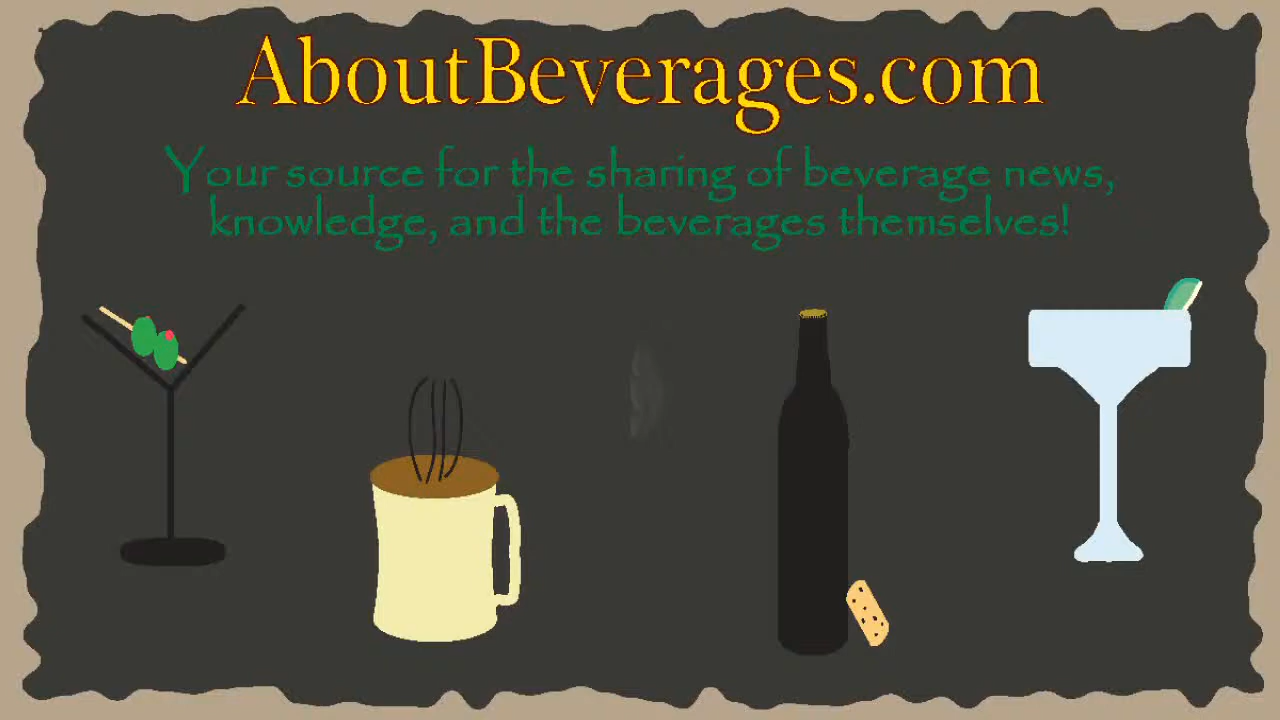 AboutBeverages.com
Your source for the sharing of beverage news,
knowledge, and the beverages themselves!